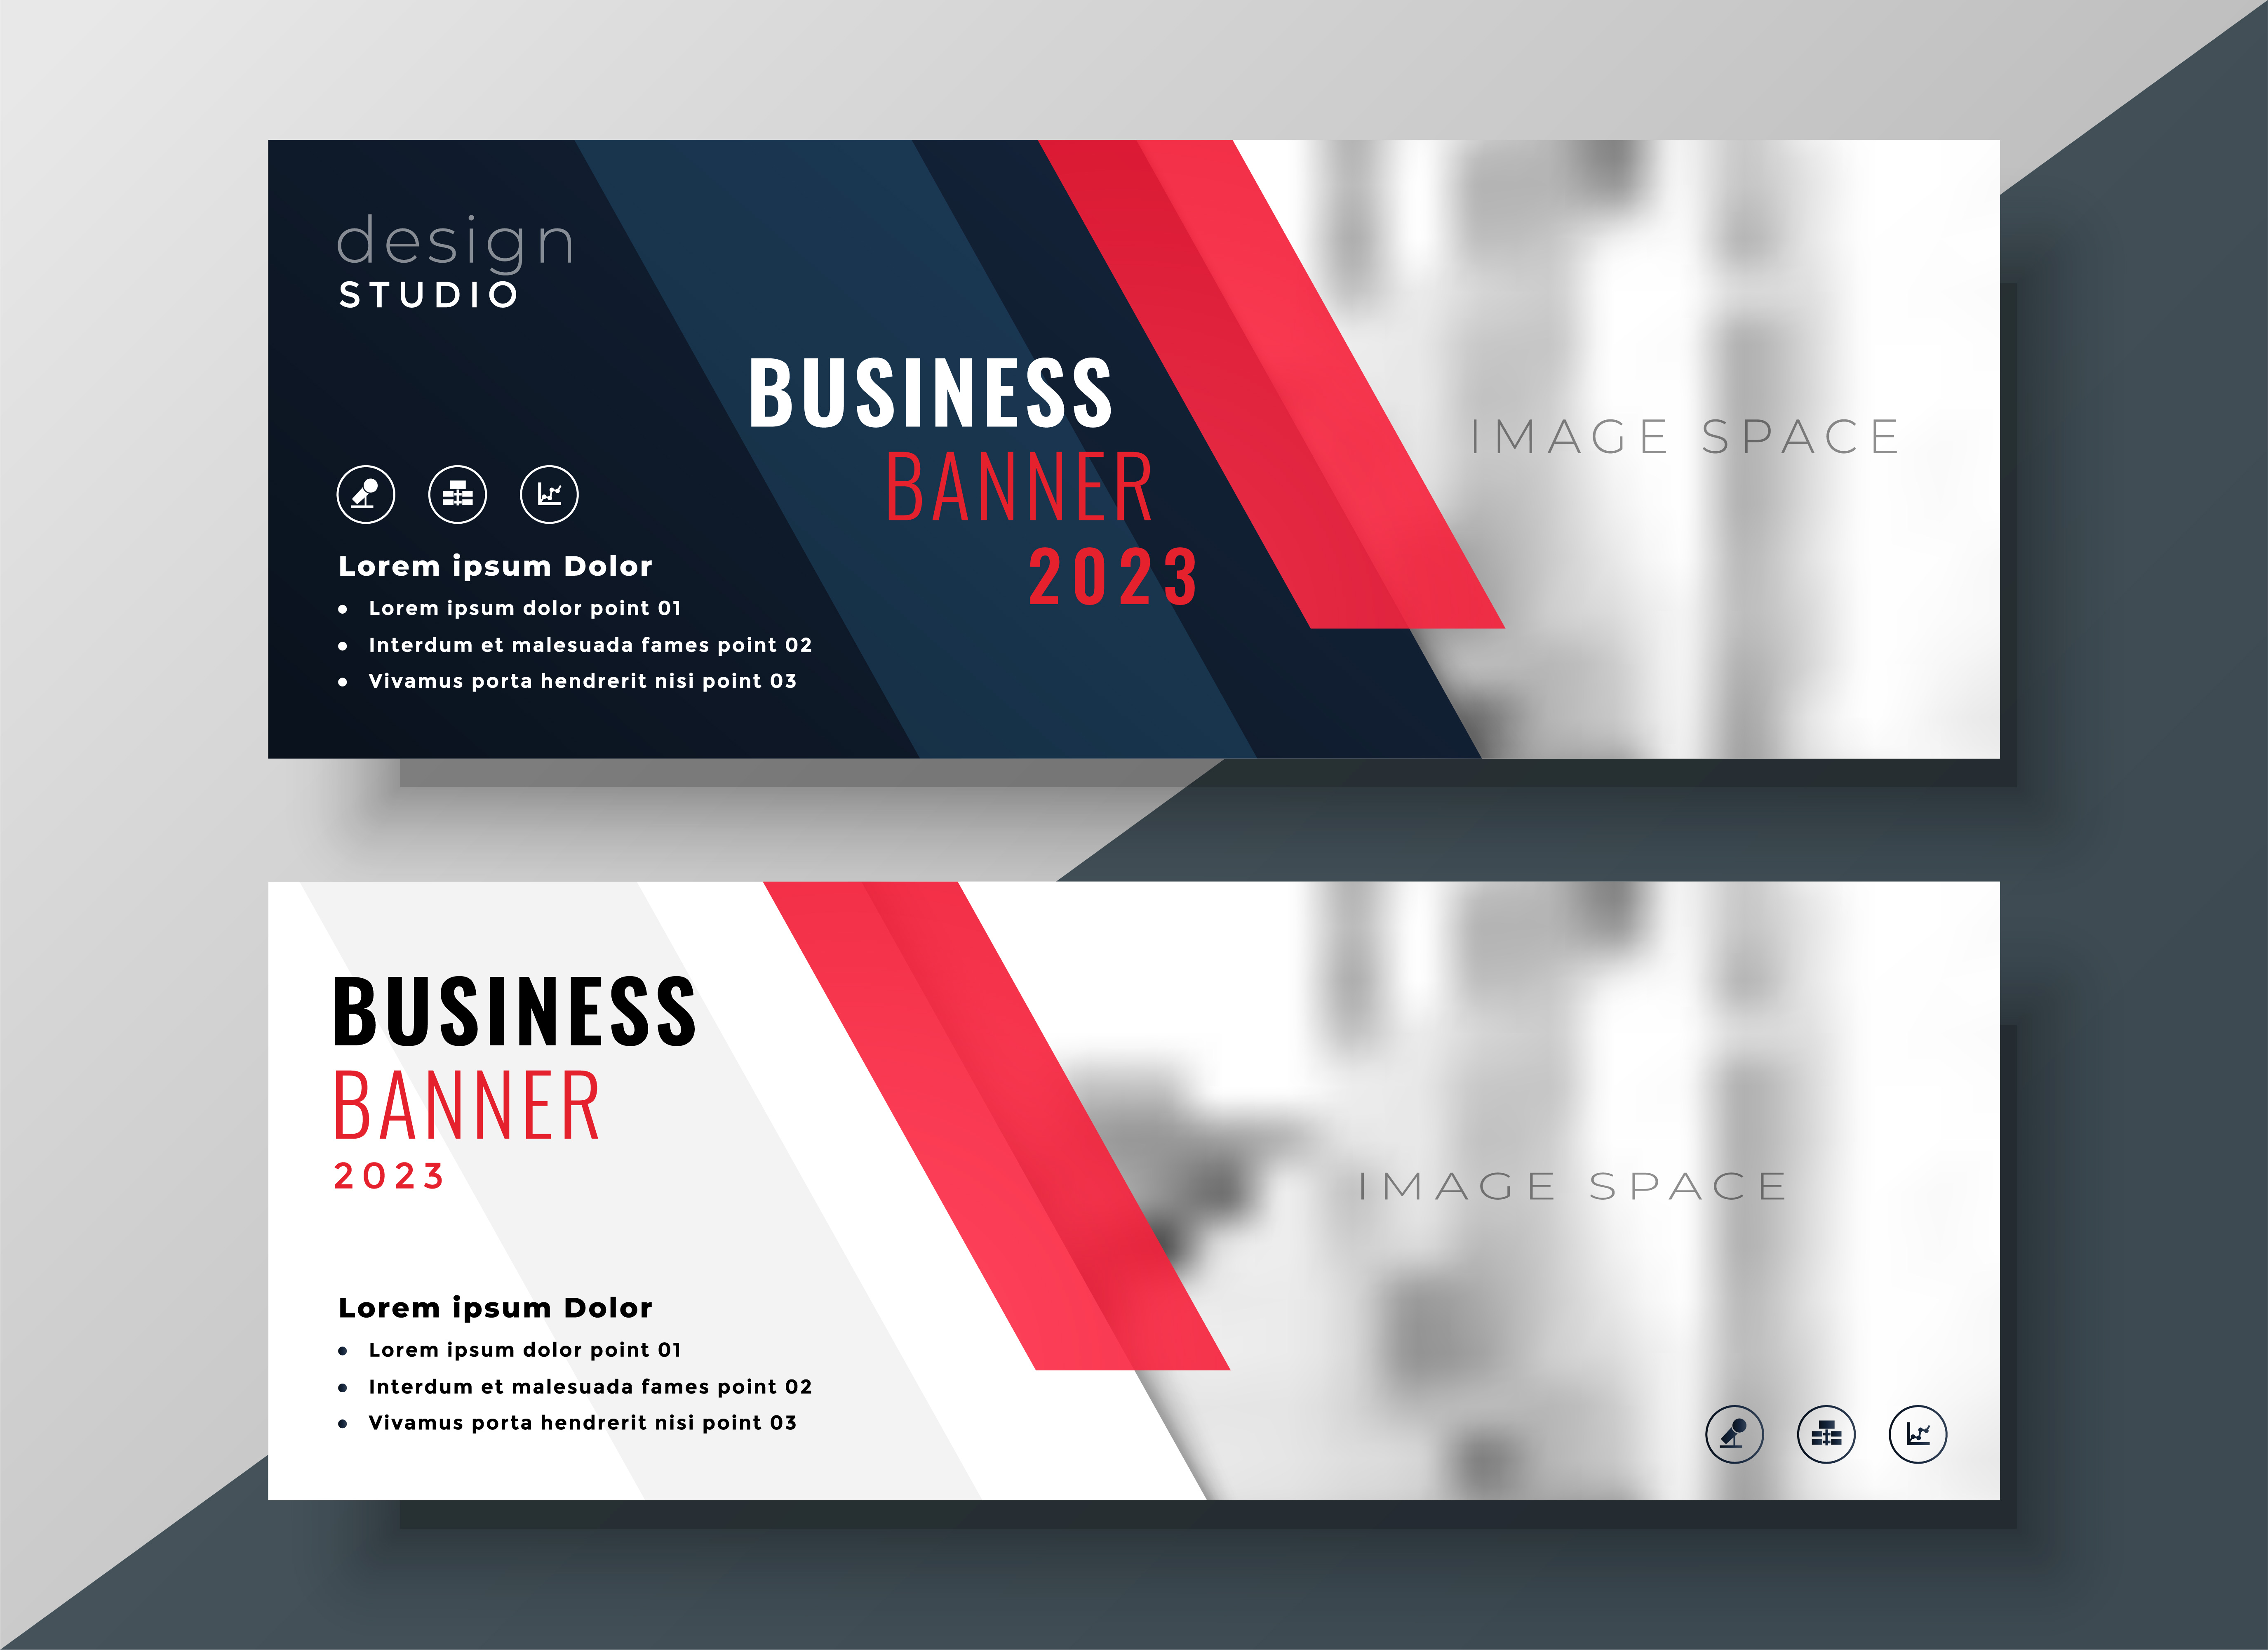 design
STUDIO
BUSINESS
BANNER
2023
Lorem ipsum Dolor
• Lorem ipsum dolor point 01
• Interdum et malesuada fames point 02
• Vivamus porta hendrerit nisi point 03
IMAGE SPACE
BUSINESS
BANNER
2023
Lorem ipsum Dolor
• Lorem ipsum dolor point 01
• Interdum et malesuada fames point 02
• Vivamus porta hendrerit nisi point 03
IMAGE SPACE